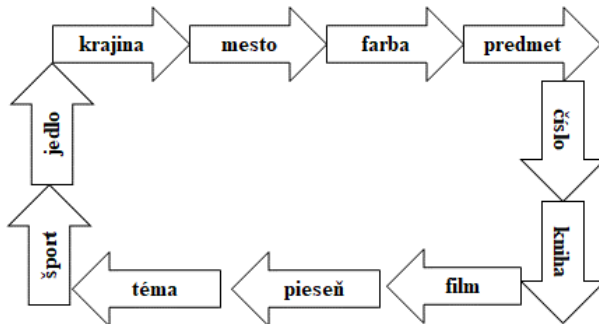 krajina
mesto
farba
predmet
číslo
kniha
film
pieseň
téma
šport
jedlo